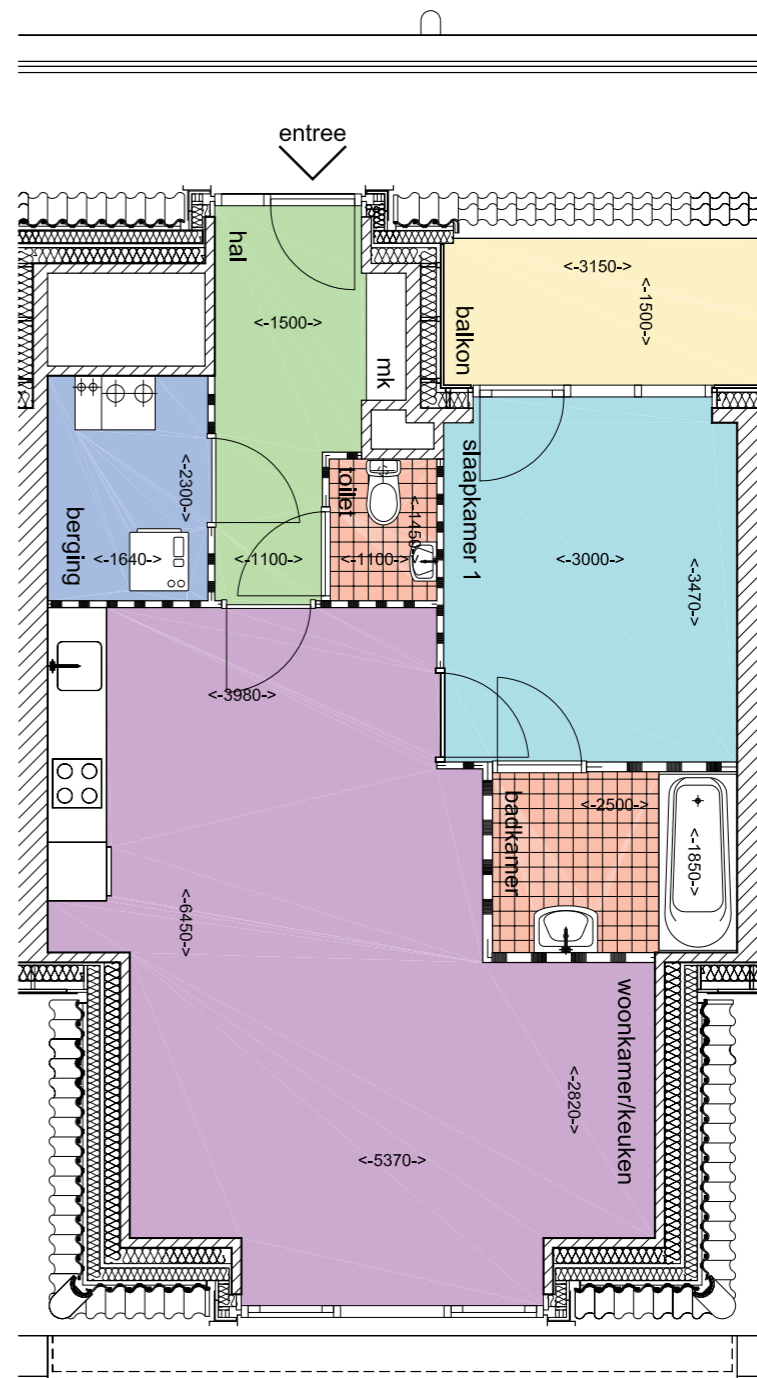 entree
hal
<-1500->
mk
balkon
<-3150->
<-1500->
berging
<-2300->
<-1640->
<-1100->
toilet
<-1450->
<-1100->
slaapkamer 1
<-3000->
<-3470->
<-3980->
badkamer
<-2500->
<-1850->
<-6450->
woonkamer/keuken
<-2820->
<-5370->